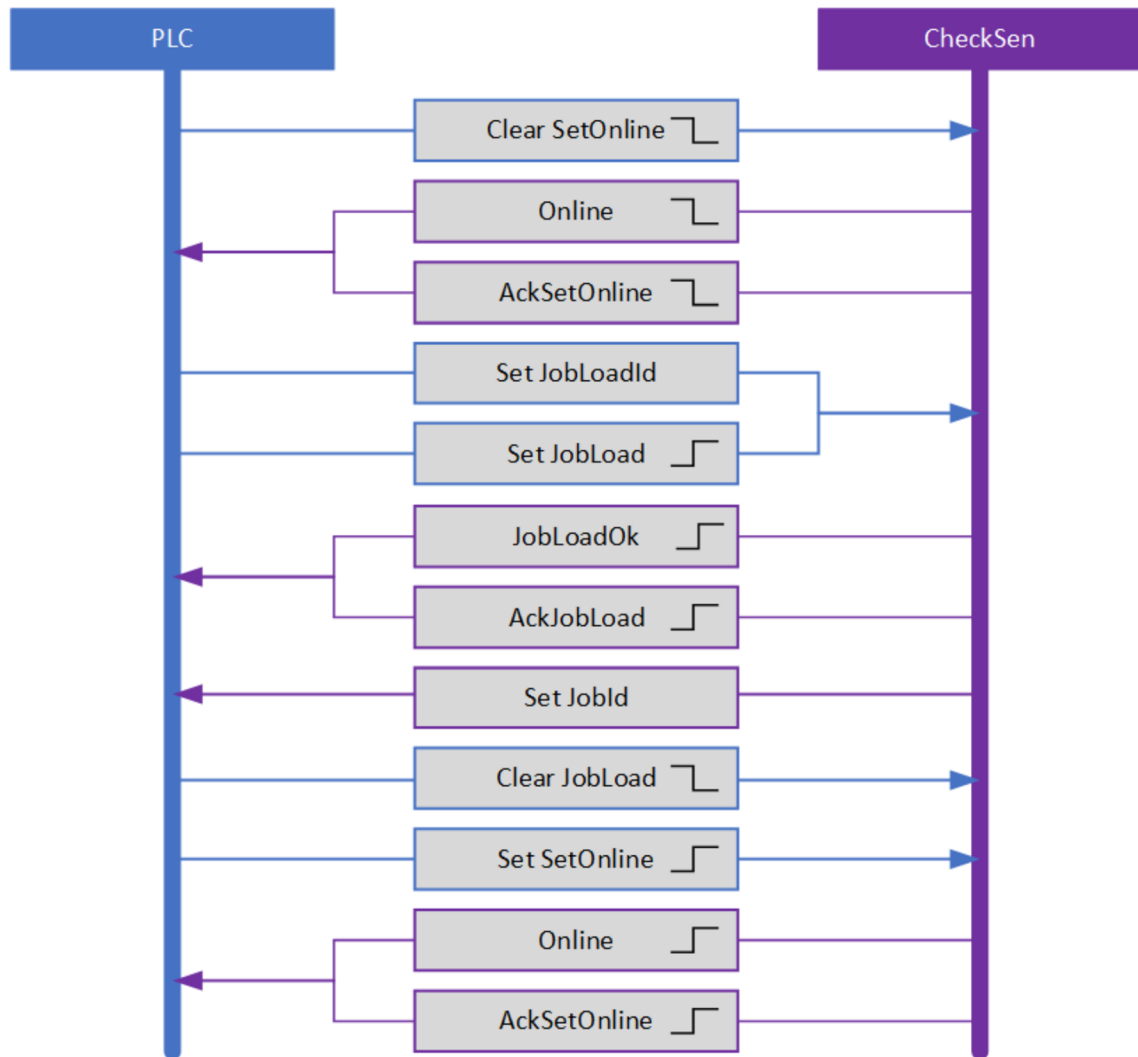 PLC
CheckSen
Clear SetOnline
Online
AckSetOnline
Set JobLoadId
Set JobLoad
JobLoadOk
AckJobLoad
Set JobId
Clear JobLoad
Set SetOnline
Online
AckSetOnline